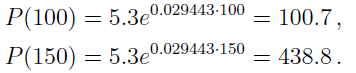 P(100) = 5.3e^{0.029443·100} = 100.7,
P(150) = 5.3e^{0.029443·150} = 438.8.